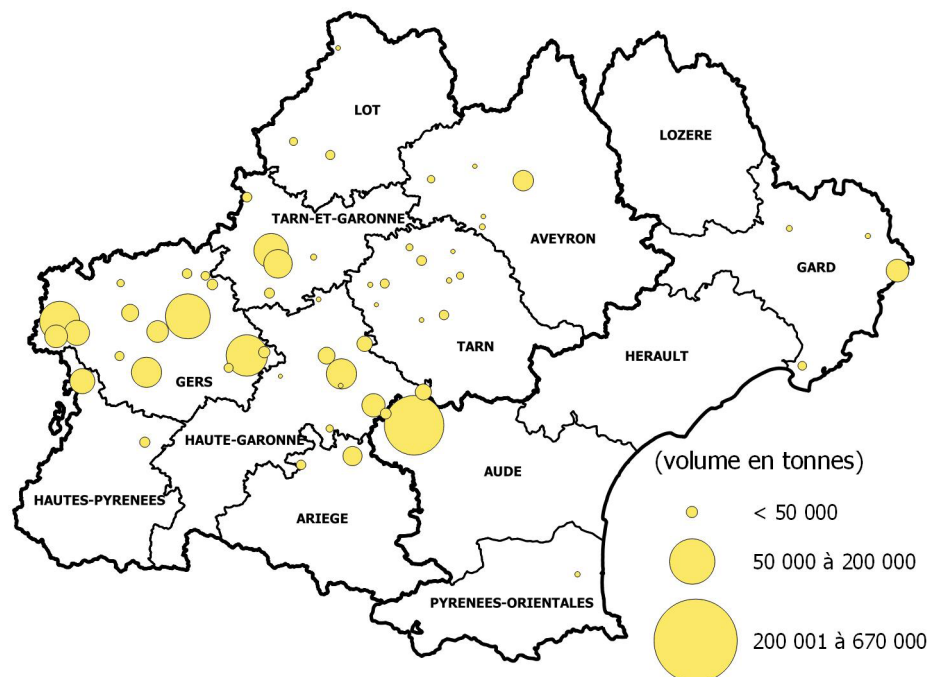 LOT
LOZERE
TARN-ET-GARONNE
AVEYRON
GARD
TARN
HERAULT
GERS
HAUTE-GARONNE
(volume en tonnes)
AUDE
HAUTES-PYRENEES
ARIEGE
< 50 000
50 000 à 200 000
PYRENEES-ORIENTALES
200 001 à 670 000